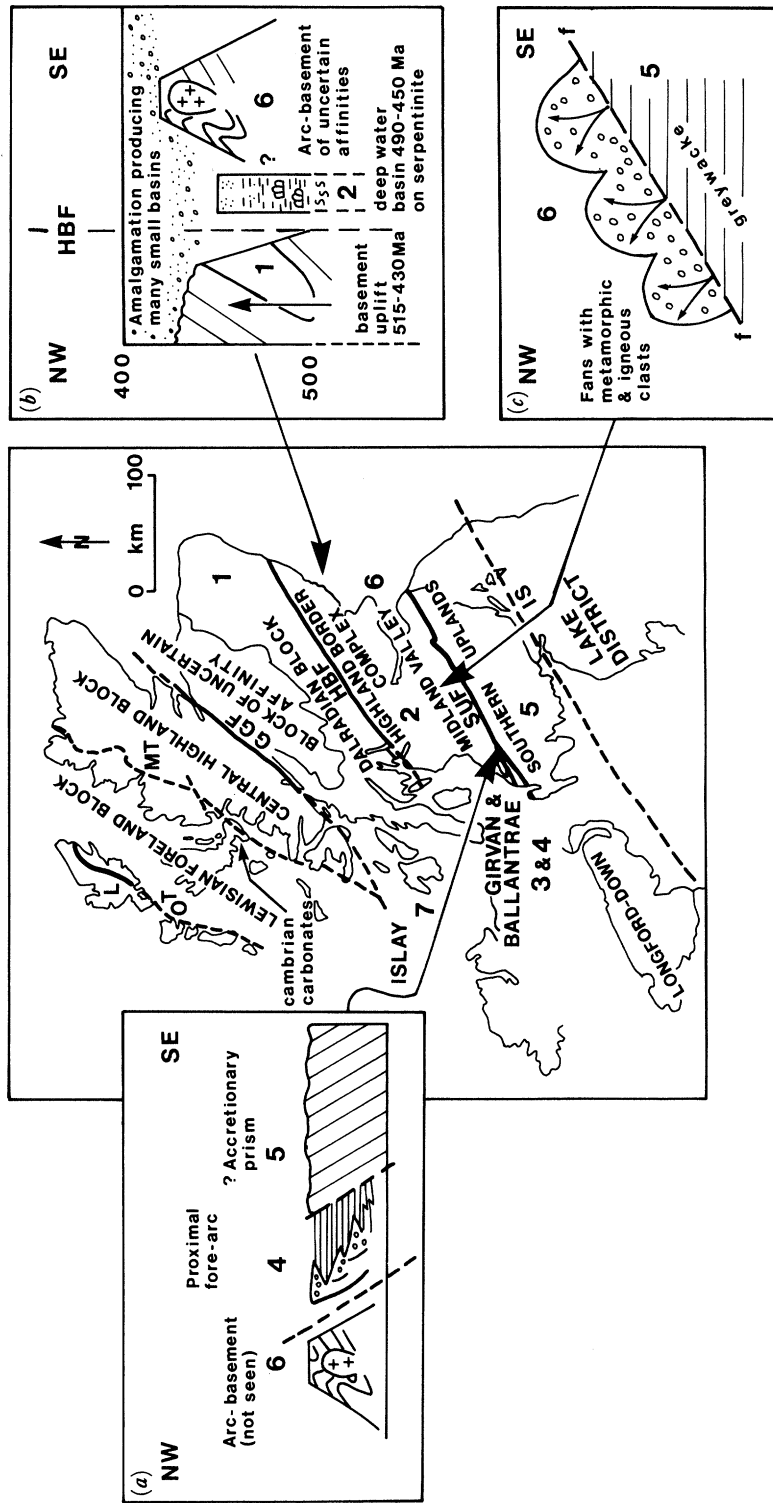 (a)
NW
SE
Arc-basement
(not seen)
6
Proximal
fore-arc
4
? Accretionary
prism
5
N
0 km 100
L
OT
LEWISIAN FORELAND BLOCK
MT
CENTRAL HIGHLAND BLOCK
GGF
BLOCK OF UNCERTAIN
AFFINITY
1
DALRADIAN BLOCK
HBF
HIGHLAND BORDER
COMPLEX
2
MIDLAND VALLEY
6
SUF
SOUTHERN UPLANDS
5
IS
LAKE
DISTRICT
cambrian
carbonates
ISLAY
7
GIRVAN &
BALLANTRAE
3 & 4
LONGFORD-DOWN
(b)
NW
HBF
SE
400
500
Amalgamation producing
many small basins
1
basement
uplift
515-430Ma
SSS
2
deep water
basin 490-450 Ma
on serpentinite
?
6
Arc-basement
of uncertain
affinities
(c)
NW
SE
Fans with
metamorphic
& igneous
clasts
6
5
greywacke
f
f